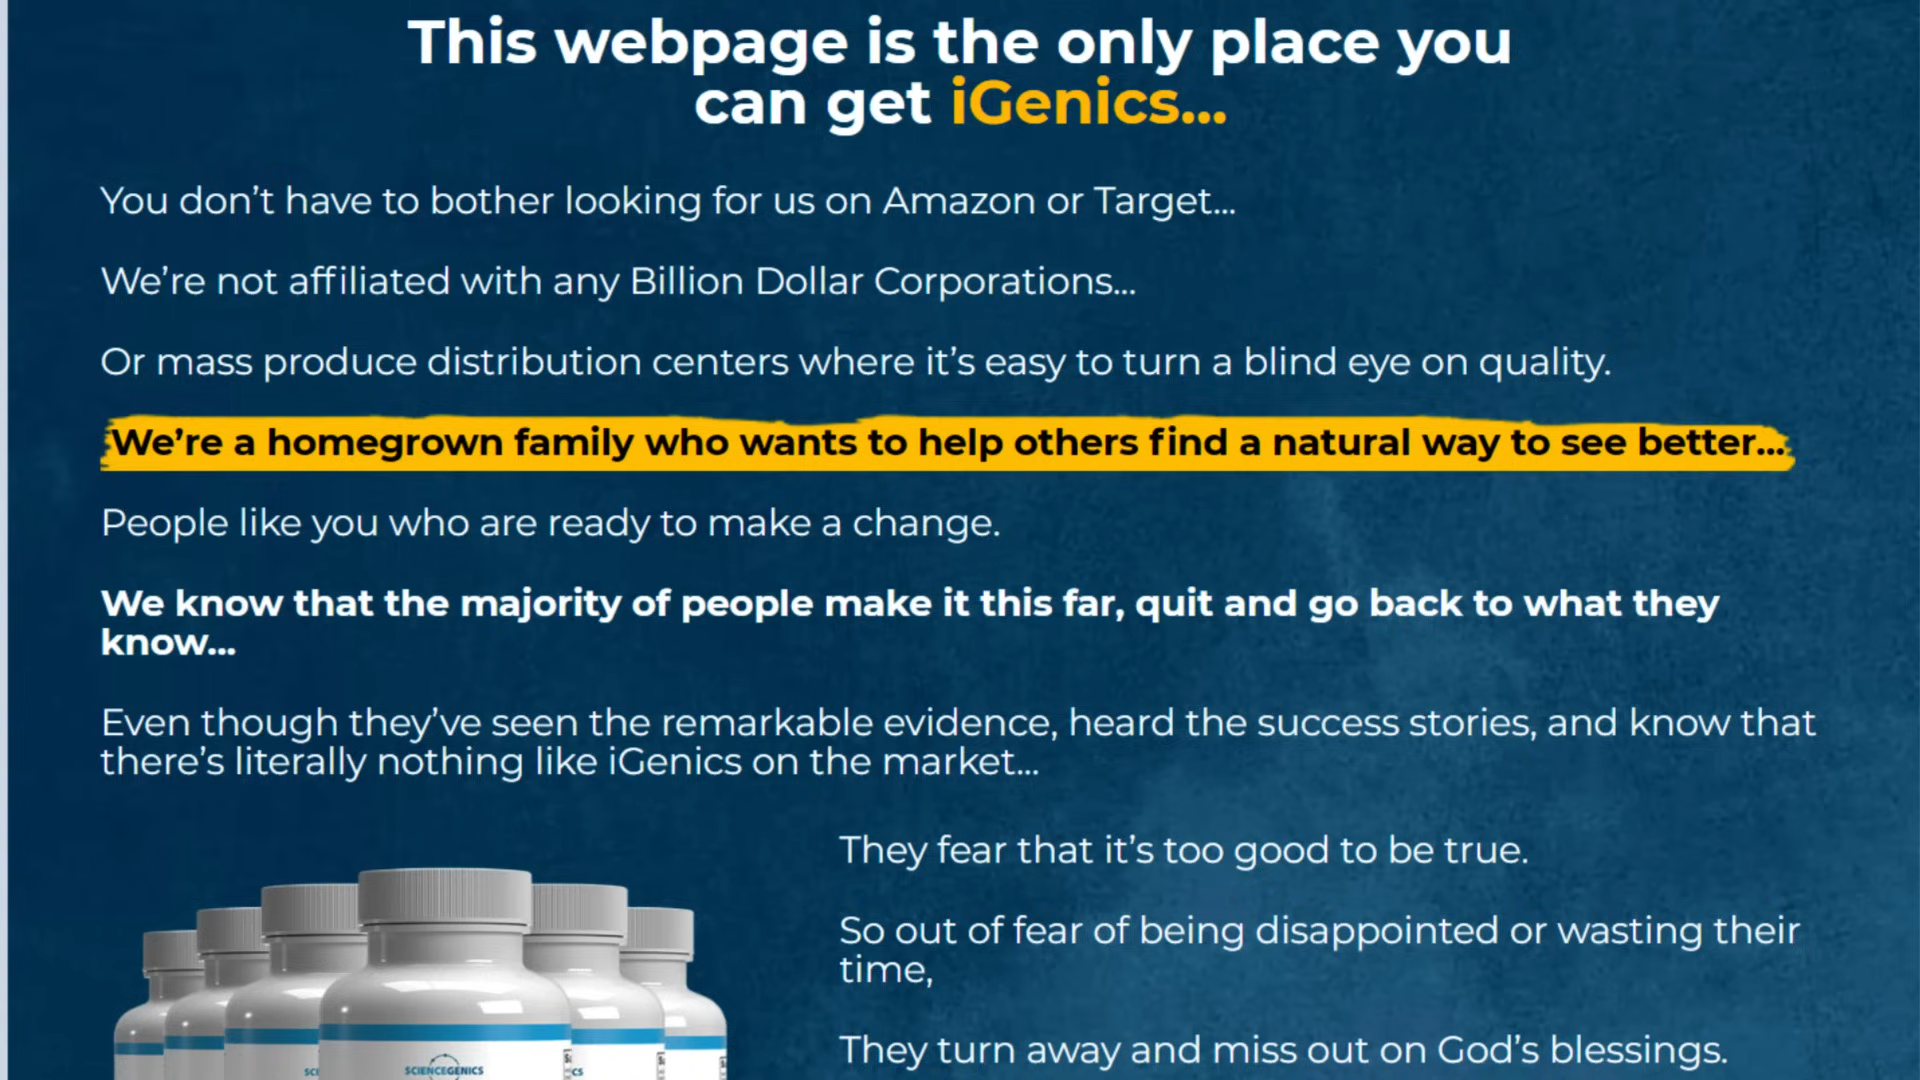 This webpage is the only place you
can get iGenics...
You don't have to bother looking for us on Amazon or Target...
We're not affiliated with any Billion Dollar Corporations...
Or mass produce distribution centers where it's easy to turn a blind eye on quality.
We're a homegrown family who wants to help others find a natural way to see better...
People like you who are ready to make a change.
We know that the majority of people make it this far, quit and go back to what they
know...
Even though they've seen the remarkable evidence, heard the success stories, and know that
there's literally nothing like iGenics on the market...
They fear that it's too good to be true.
So out of fear of being disappointed or wasting their
time,
They turn away and miss out on God's blessings.
SCIENCEGENICS